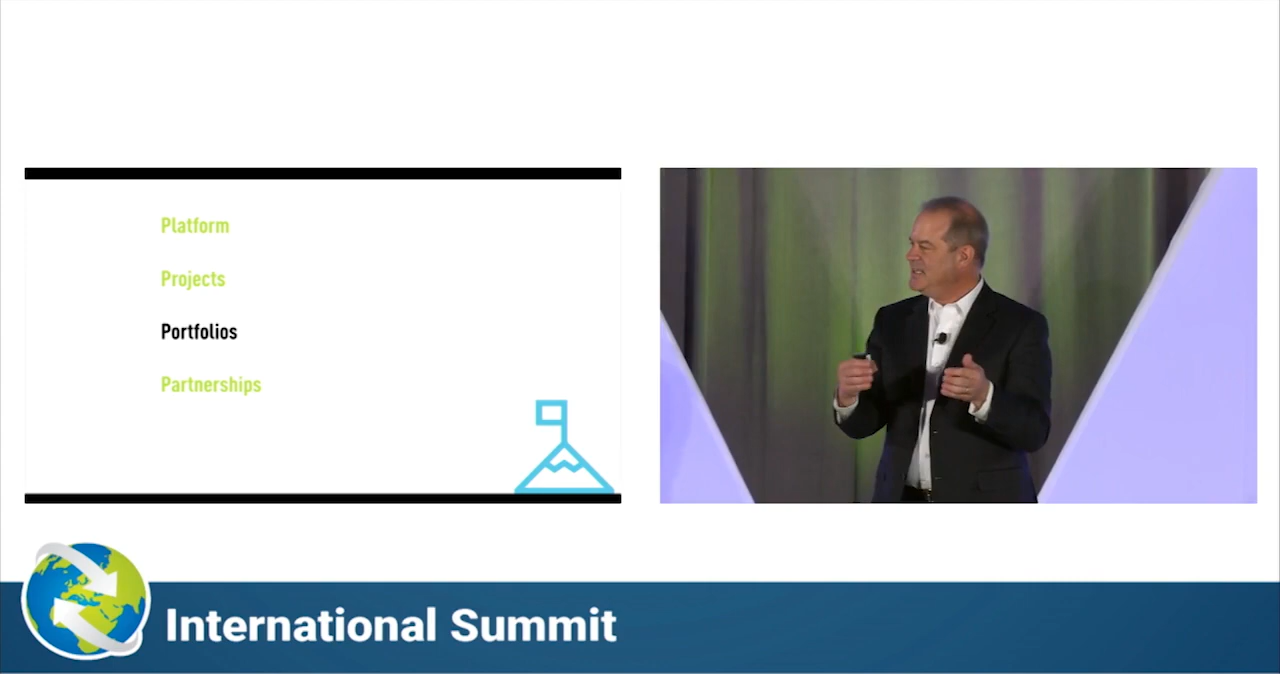 Platform
Projects
Portfolios
Partnerships
International Summit